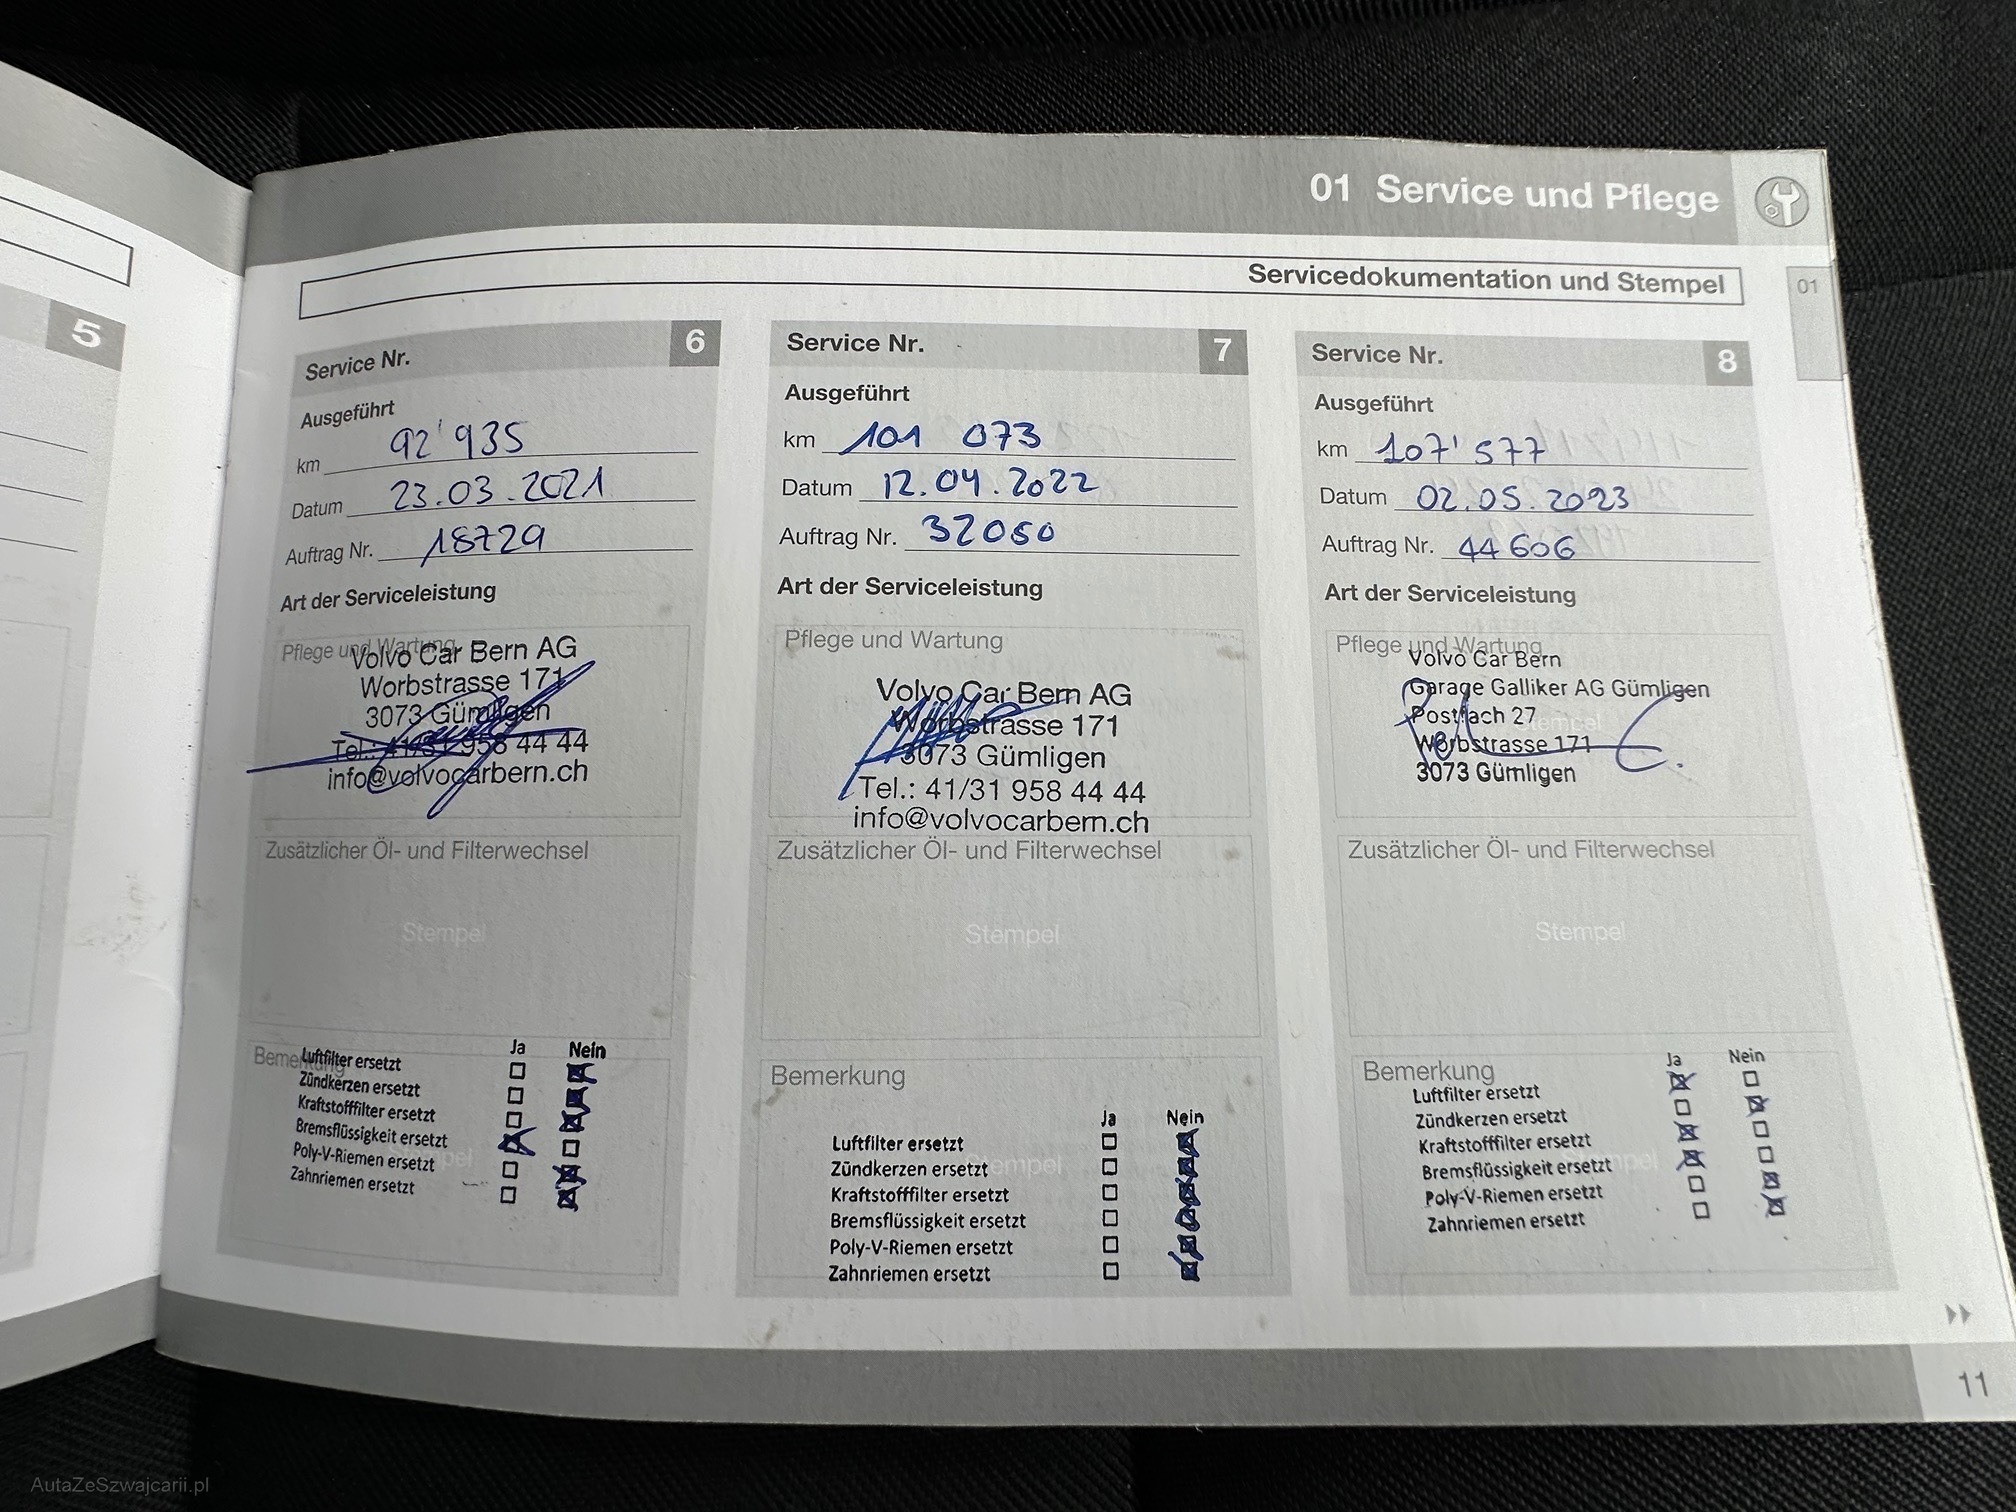 01 Service und Pflege
Servicedokumentation und Stempel
01
5
Service Nr. 6
Ausgeführt
km 92'935
Datum 23.03.2021
Auftrag Nr. 18729
Art der Serviceleistung
Pflege und Wartung
Volvo Car Bern AG
Worbstrasse 171
3073 Gümligen
Tel.: 41/31 958 44 44
info@volvocarbern.ch
Zusätzlicher Öl- und Filterwechsel
Stempel
Bemerkung
Ja Nein
Luftfilter ersetzt
Zündkerzen ersetzt
Kraftstofffilter ersetzt
Bremsflüssigkeit ersetzt
Poly-V-Riemen ersetzt
Zahnriemen ersetzt
Service Nr. 7
Ausgeführt
km 101 073
Datum 12.04.2022
Auftrag Nr. 32050
Art der Serviceleistung
Pflege und Wartung
Volvo Car Bern AG
Worbstrasse 171
3073 Gümligen
Tel.: 41/31 958 44 44
info@volvocarbern.ch
Zusätzlicher Öl- und Filterwechsel
Stempel
Bemerkung
Ja Nein
Luftfilter ersetzt
Zündkerzen ersetzt
Stempel
Kraftstofffilter ersetzt
Bremsflüssigkeit ersetzt
Poly-V-Riemen ersetzt
Zahnriemen ersetzt
Service Nr. 8
Ausgeführt
km 107'577
Datum 02.05.2023
Auftrag Nr. 44606
Art der Serviceleistung
Pflege und Wartung
Volvo Car Bern
Garage Galliker AG Gümligen
Postfach 27
Stempel
Worbstrasse 171
3073 Gümligen
Zusätzlicher Öl- und Filterwechsel
Stempel
Bemerkung
Ja Nein
Luftfilter ersetzt
Zündkerzen ersetzt
Kraftstofffilter ersetzt
Bremsflüssigkeit ersetzt
Stempel
Poly-V-Riemen ersetzt
Zahnriemen ersetzt
11
AutaZeSzwajcarii.pl